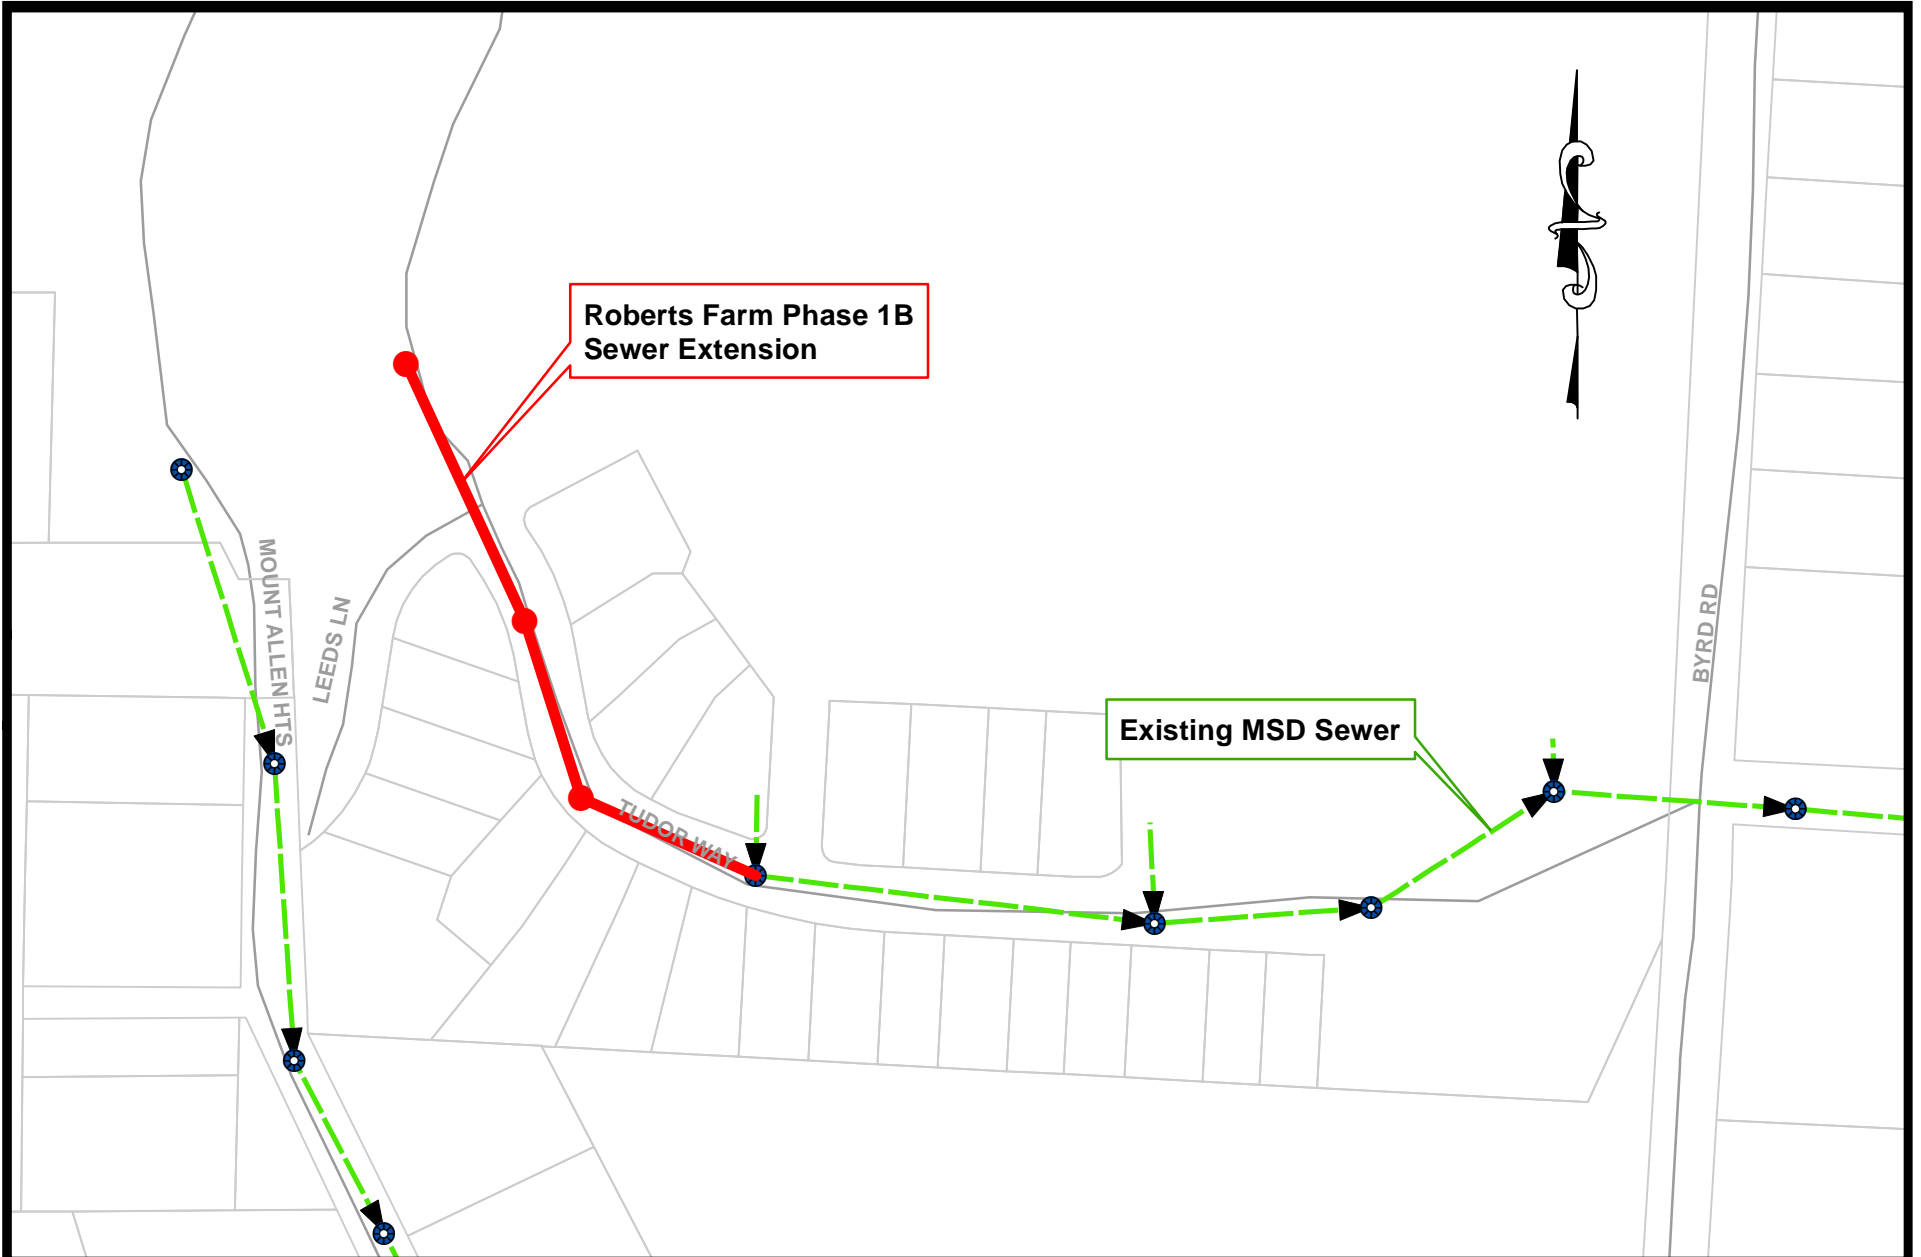 Roberts Farm Phase 1B
Sewer Extension
MOUNT ALLEN HTS
LEEDS LN
BYRD RD
Existing MSD Sewer
TUDOR WAY